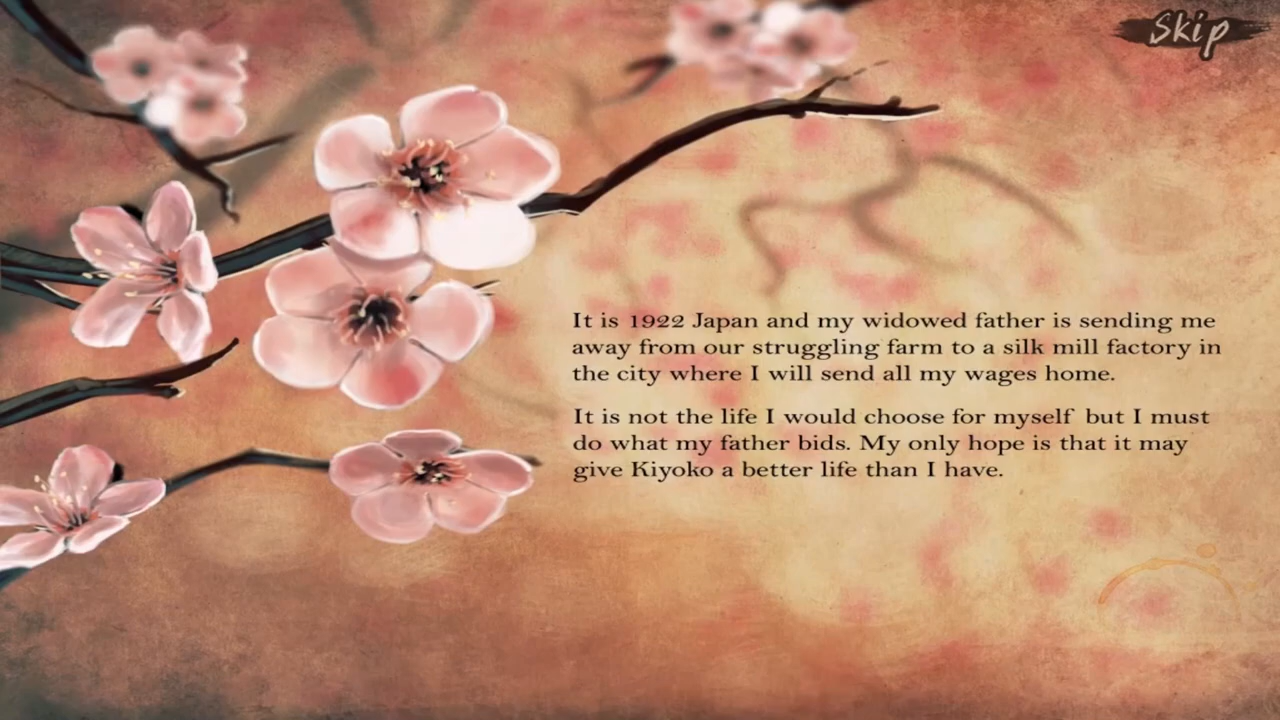 Skip
It is 1922 Japan and my widowed father is sending me
away from our struggling farm to a silk mill factory in
the city where I will send all my wages home.
It is not the life I would choose for myself but I must
do what my father bids. My only hope is that it may
give Kiyoko a better life than I have.